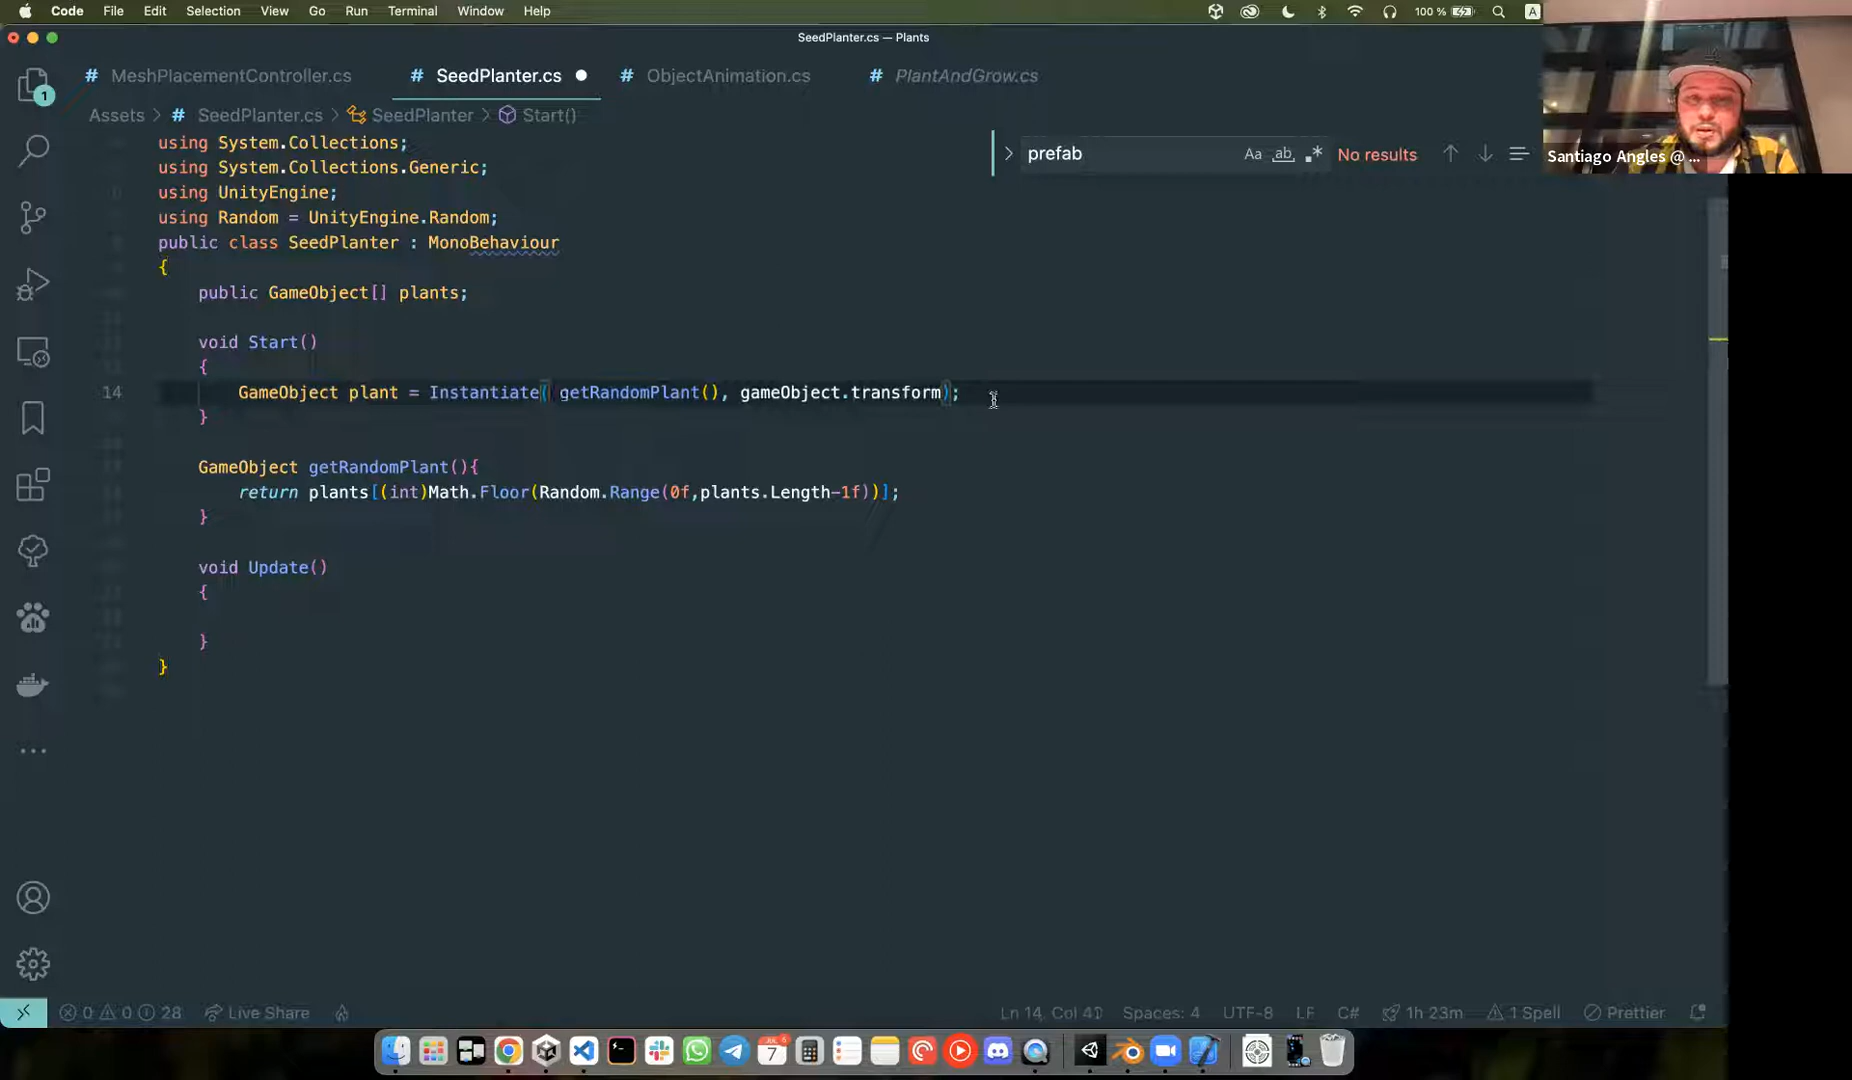 Code File Edit Selection View Go Run Terminal Window Help 100 % A
SeedPlanter.cs — Plants
# MeshPlacementController.cs # SeedPlanter.cs # ObjectAnimation.cs # PlantAndGrow.cs
1
Assets > # SeedPlanter.cs > SeedPlanter > Start()
using System.Collections;
prefab Aa ab .* No results
using System.Collections.Generic;
using UnityEngine;
using Random = UnityEngine.Random;
public class SeedPlanter : MonoBehaviour
{
public GameObject[] plants;
void Start()
{
14 GameObject plant = Instantiate( getRandomPlant(), gameObject.transform);
}
GameObject getRandomPlant(){
return plants[(int)Math.Floor(Random.Range(0f,plants.Length-1f))];
}
void Update()
{
}
}
Santiago Angles @ ...
0 0 28 Live Share Ln 14, Col 41 Spaces: 4 UTF-8 LF C# 1h 23m 1 Spell Prettier
7